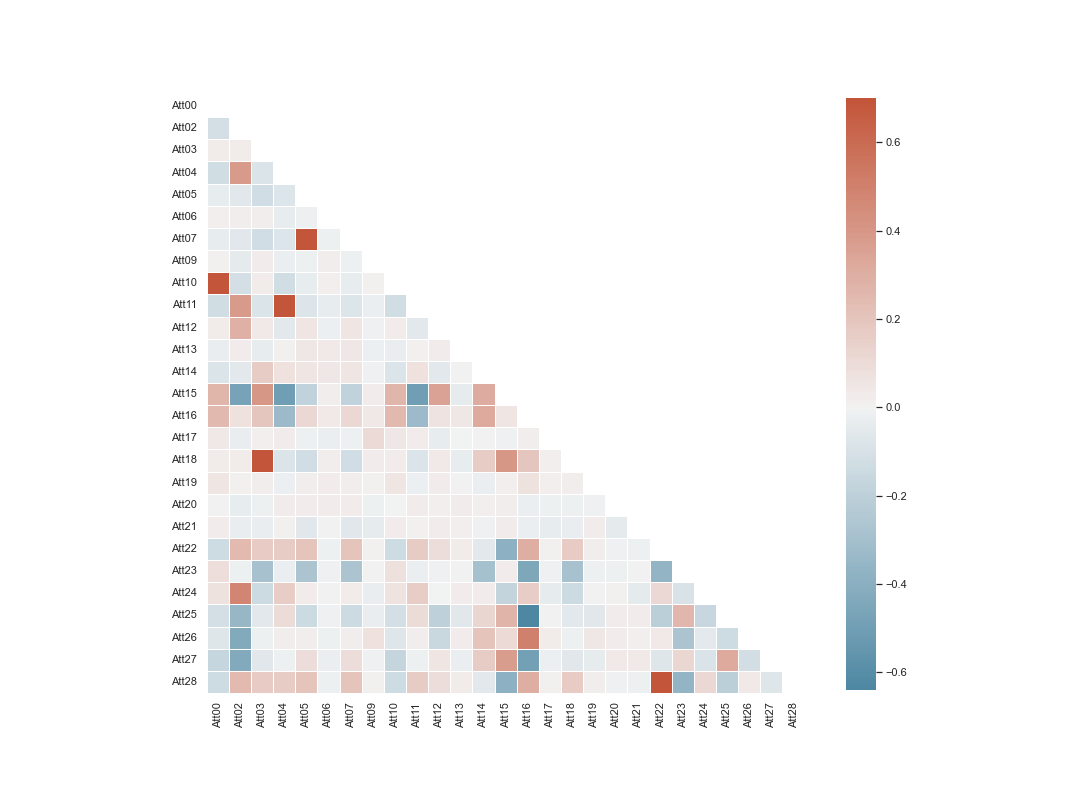 Att00
Att02
Att03
Att04
Att05
Att06
Att07
Att09
Att10
Att11
Att12
Att13
Att14
Att15
Att16
Att17
Att18
Att19
Att20
Att21
Att22
Att23
Att24
Att25
Att26
Att27
Att28
Att00 Att02 Att03 Att04 Att05 Att06 Att07 Att09 Att10 Att11 Att12 Att13 Att14 Att15 Att16 Att17 Att18 Att19 Att20 Att21 Att22 Att23 Att24 Att25 Att26 Att27 Att28
0.6
0.4
0.2
0.0
−0.2
−0.4
−0.6